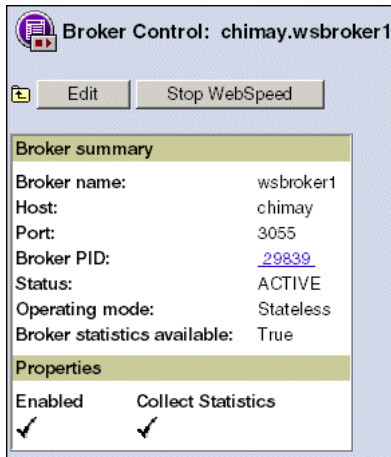 Broker Control: chimay.wsbroker1
Edit Stop WebSpeed
Broker summary
Broker name: wsbroker1
Host: chimay
Port: 3055
Broker PID: 29839
Status: ACTIVE
Operating mode: Stateless
Broker statistics available: True
Properties
Enabled Collect Statistics